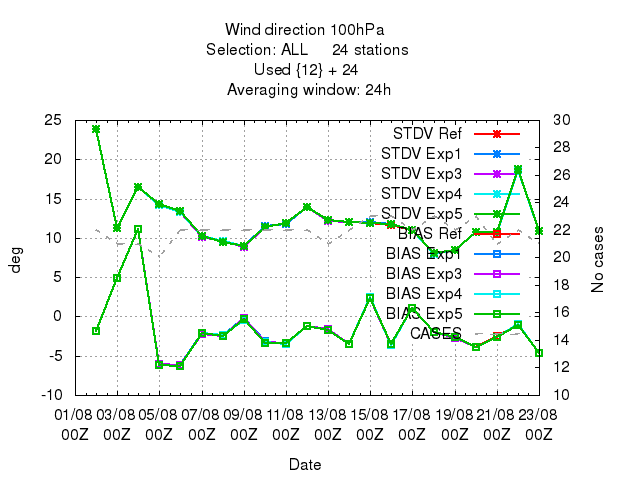 Wind direction 100hPa
Selection: ALL 24 stations
Used {12} + 24
Averaging window: 24h
25
20
15
10
5
0
-5
-10
deg
30
28
26
24
22
20
18
16
14
12
10
No cases
STDV Ref
STDV Exp1
STDV Exp3
STDV Exp4
STDV Exp5
BIAS Ref
BIAS Exp1
BIAS Exp3
BIAS Exp4
BIAS Exp5
CASES
01/08 03/08 05/08 07/08 09/08 11/08 13/08 15/08 17/08 19/08 21/08 23/08
00Z 00Z 00Z 00Z 00Z 00Z 00Z 00Z 00Z 00Z 00Z 00Z
Date